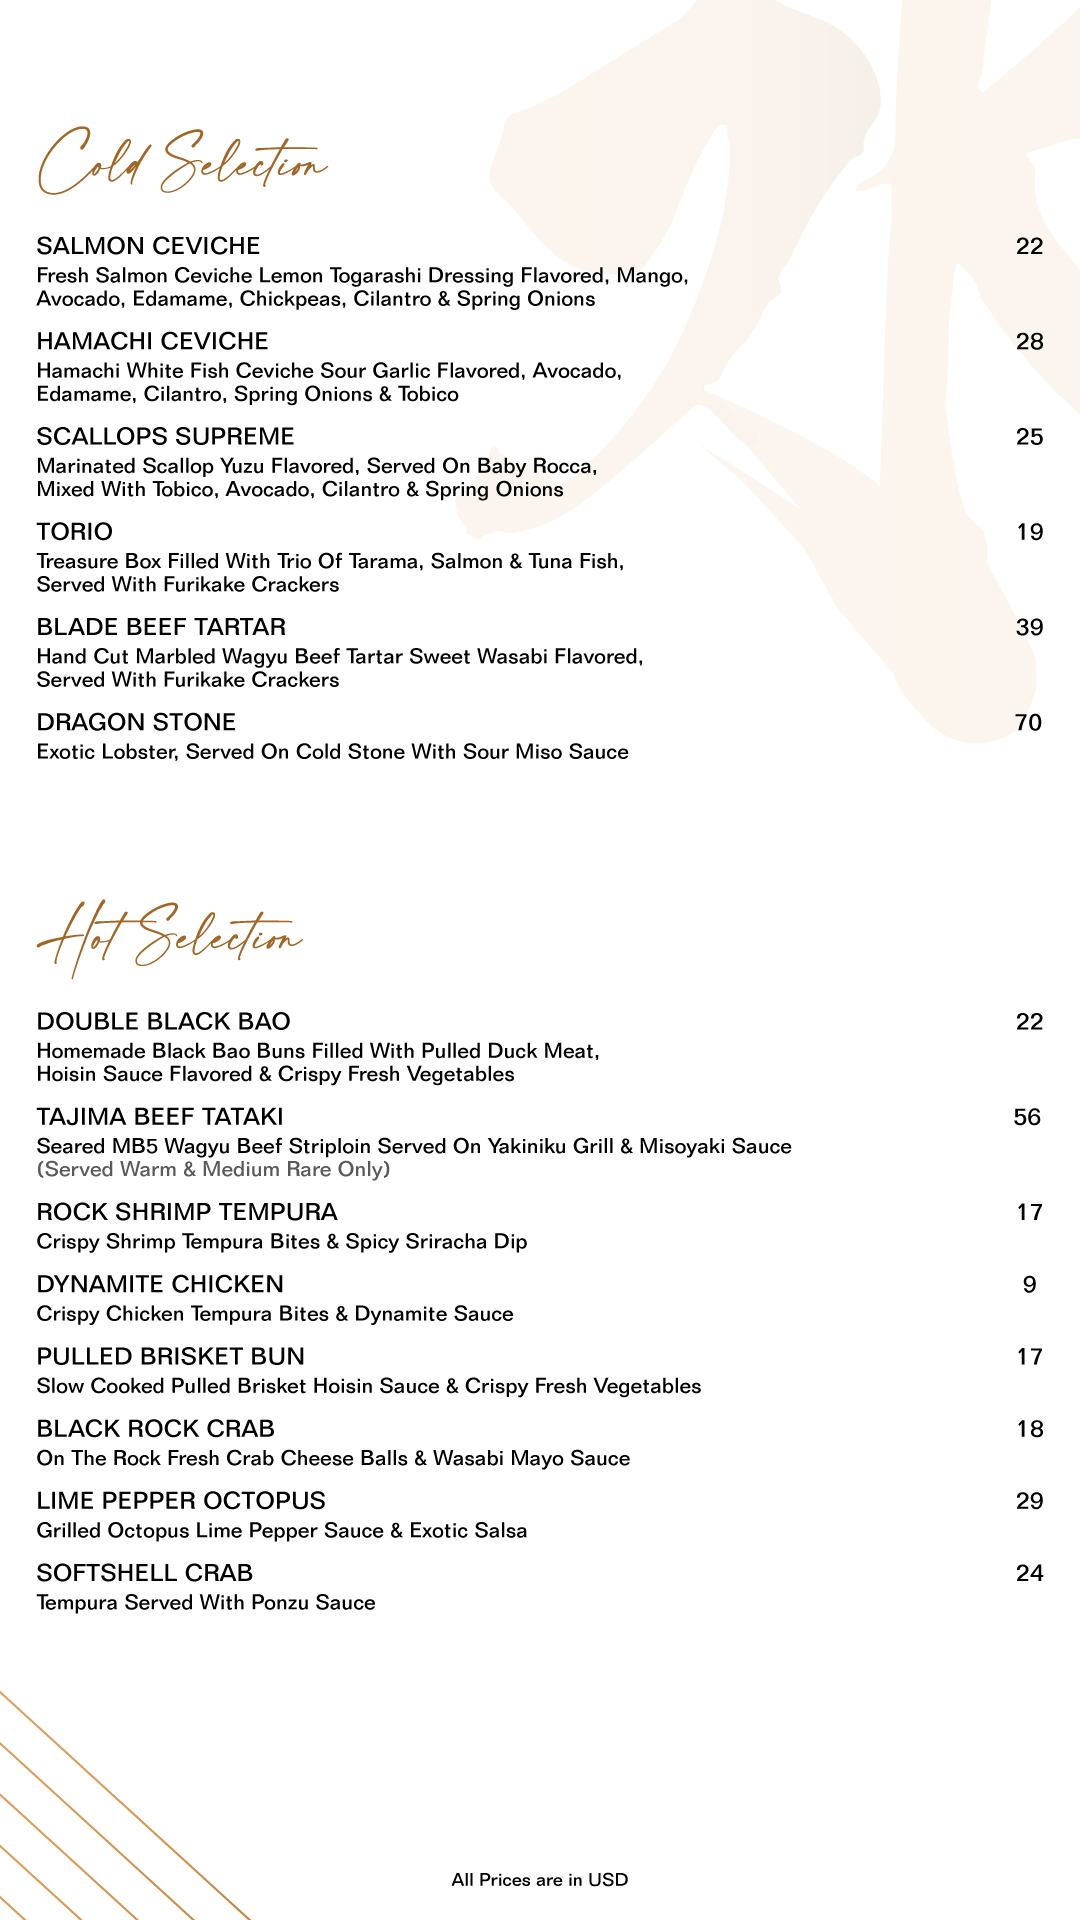 水
Cold Selection
SALMON CEVICHE 22
Fresh Salmon Ceviche Lemon Togarashi Dressing Flavored, Mango,
Avocado, Edamame, Chickpeas, Cilantro & Spring Onions
HAMACHI CEVICHE 28
Hamachi White Fish Ceviche Sour Garlic Flavored, Avocado,
Edamame, Cilantro, Spring Onions & Tobico
SCALLOPS SUPREME 25
Marinated Scallop Yuzu Flavored, Served On Baby Rocca,
Mixed With Tobico, Avocado, Cilantro & Spring Onions
TORIO 19
Treasure Box Filled With Trio Of Tarama, Salmon & Tuna Fish,
Served With Furikake Crackers
BLADE BEEF TARTAR 39
Hand Cut Marbled Wagyu Beef Tartar Sweet Wasabi Flavored,
Served With Furikake Crackers
DRAGON STONE 70
Exotic Lobster, Served On Cold Stone With Sour Miso Sauce
Hot Selection
DOUBLE BLACK BAO 22
Homemade Black Bao Buns Filled With Pulled Duck Meat,
Hoisin Sauce Flavored & Crispy Fresh Vegetables
TAJIMA BEEF TATAKI 56
Seared MB5 Wagyu Beef Striploin Served On Yakiniku Grill & Misoyaki Sauce
(Served Warm & Medium Rare Only)
ROCK SHRIMP TEMPURA 17
Crispy Shrimp Tempura Bites & Spicy Sriracha Dip
DYNAMITE CHICKEN 9
Crispy Chicken Tempura Bites & Dynamite Sauce
PULLED BRISKET BUN 17
Slow Cooked Pulled Brisket Hoisin Sauce & Crispy Fresh Vegetables
BLACK ROCK CRAB 18
On The Rock Fresh Crab Cheese Balls & Wasabi Mayo Sauce
LIME PEPPER OCTOPUS 29
Grilled Octopus Lime Pepper Sauce & Exotic Salsa
SOFTSHELL CRAB 24
Tempura Served With Ponzu Sauce
All Prices are in USD